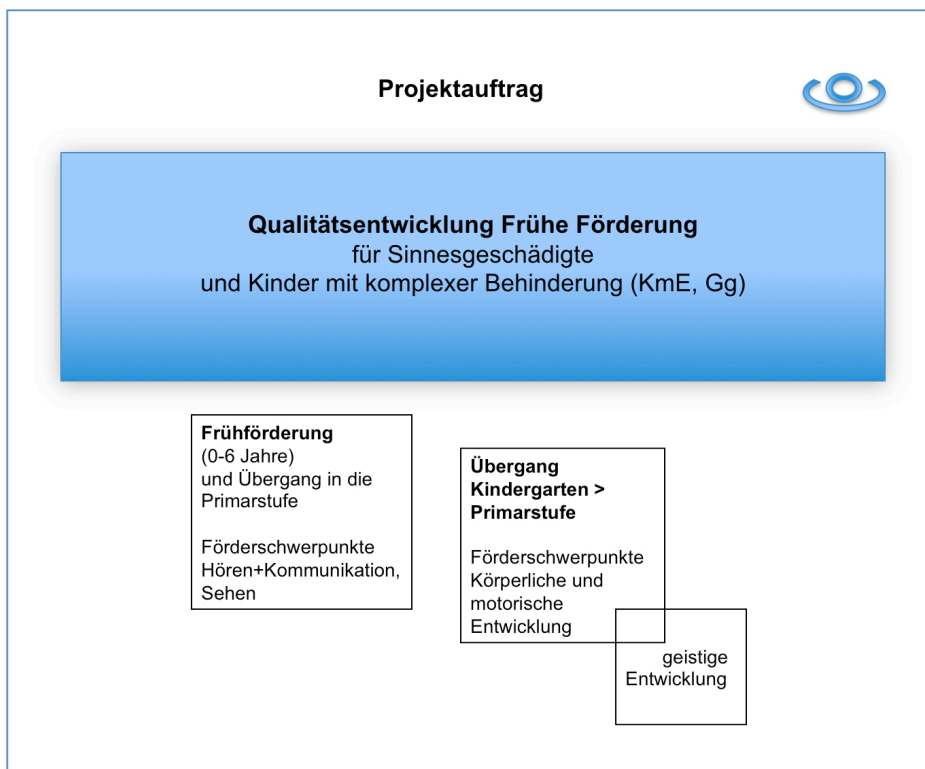 Projektauftrag
Qualitätsentwicklung Frühe Förderung
für Sinnesgeschädigte
und Kinder mit komplexer Behinderung (KmE, Gg)
Frühförderung
(0-6 Jahre)
und Übergang in die
Primarstufe
Förderschwerpunkte
Hören+Kommunikation,
Sehen
Übergang
Kindergarten >
Primarstufe
Förderschwerpunkte
Körperliche und
motorische
Entwicklung
geistige
Entwicklung